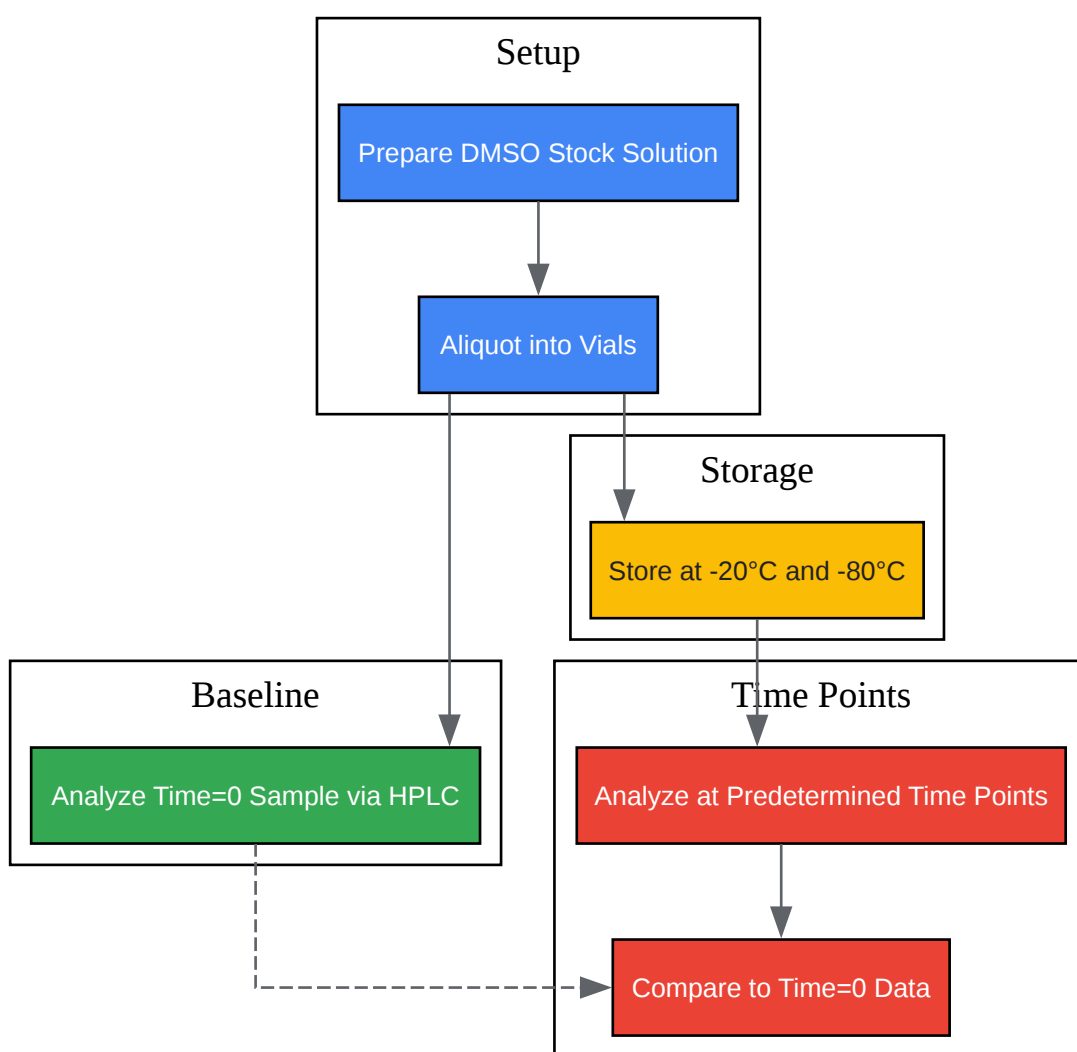 Setup
Prepare DMSO Stock Solution
Aliquot into Vials
Storage
Store at -20°C and -80°C
Baseline
Analyze Time=0 Sample via HPLC
Time Points
Analyze at Predetermined Time Points
Compare to Time=0 Data